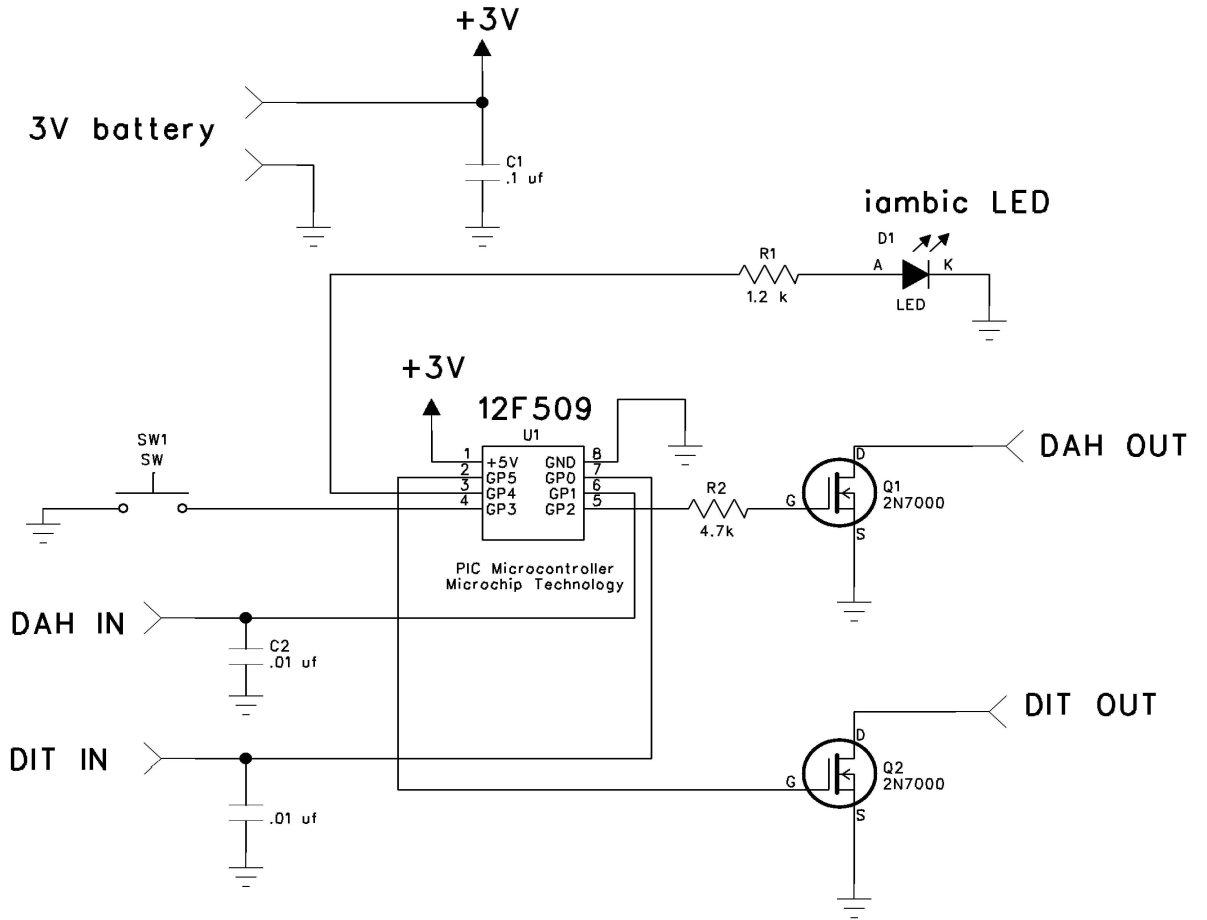 +3V
3V battery
C1
.1 uf
iambic LED
D1
R1
A
K
1.2 k
LED
+3V
12F509
U1
SW1
SW
1
+5V
GND
8
2
GP5
GP0
7
3
GP4
GP1
6
4
GP3
GP2
5
R2
4.7k
DAH OUT
D
G
Q1
2N7000
S
PIC Microcontroller
Microchip Technology
DAH IN
C2
.01 uf
DIT OUT
D
DIT IN
G
Q2
2N7000
S
.01 uf